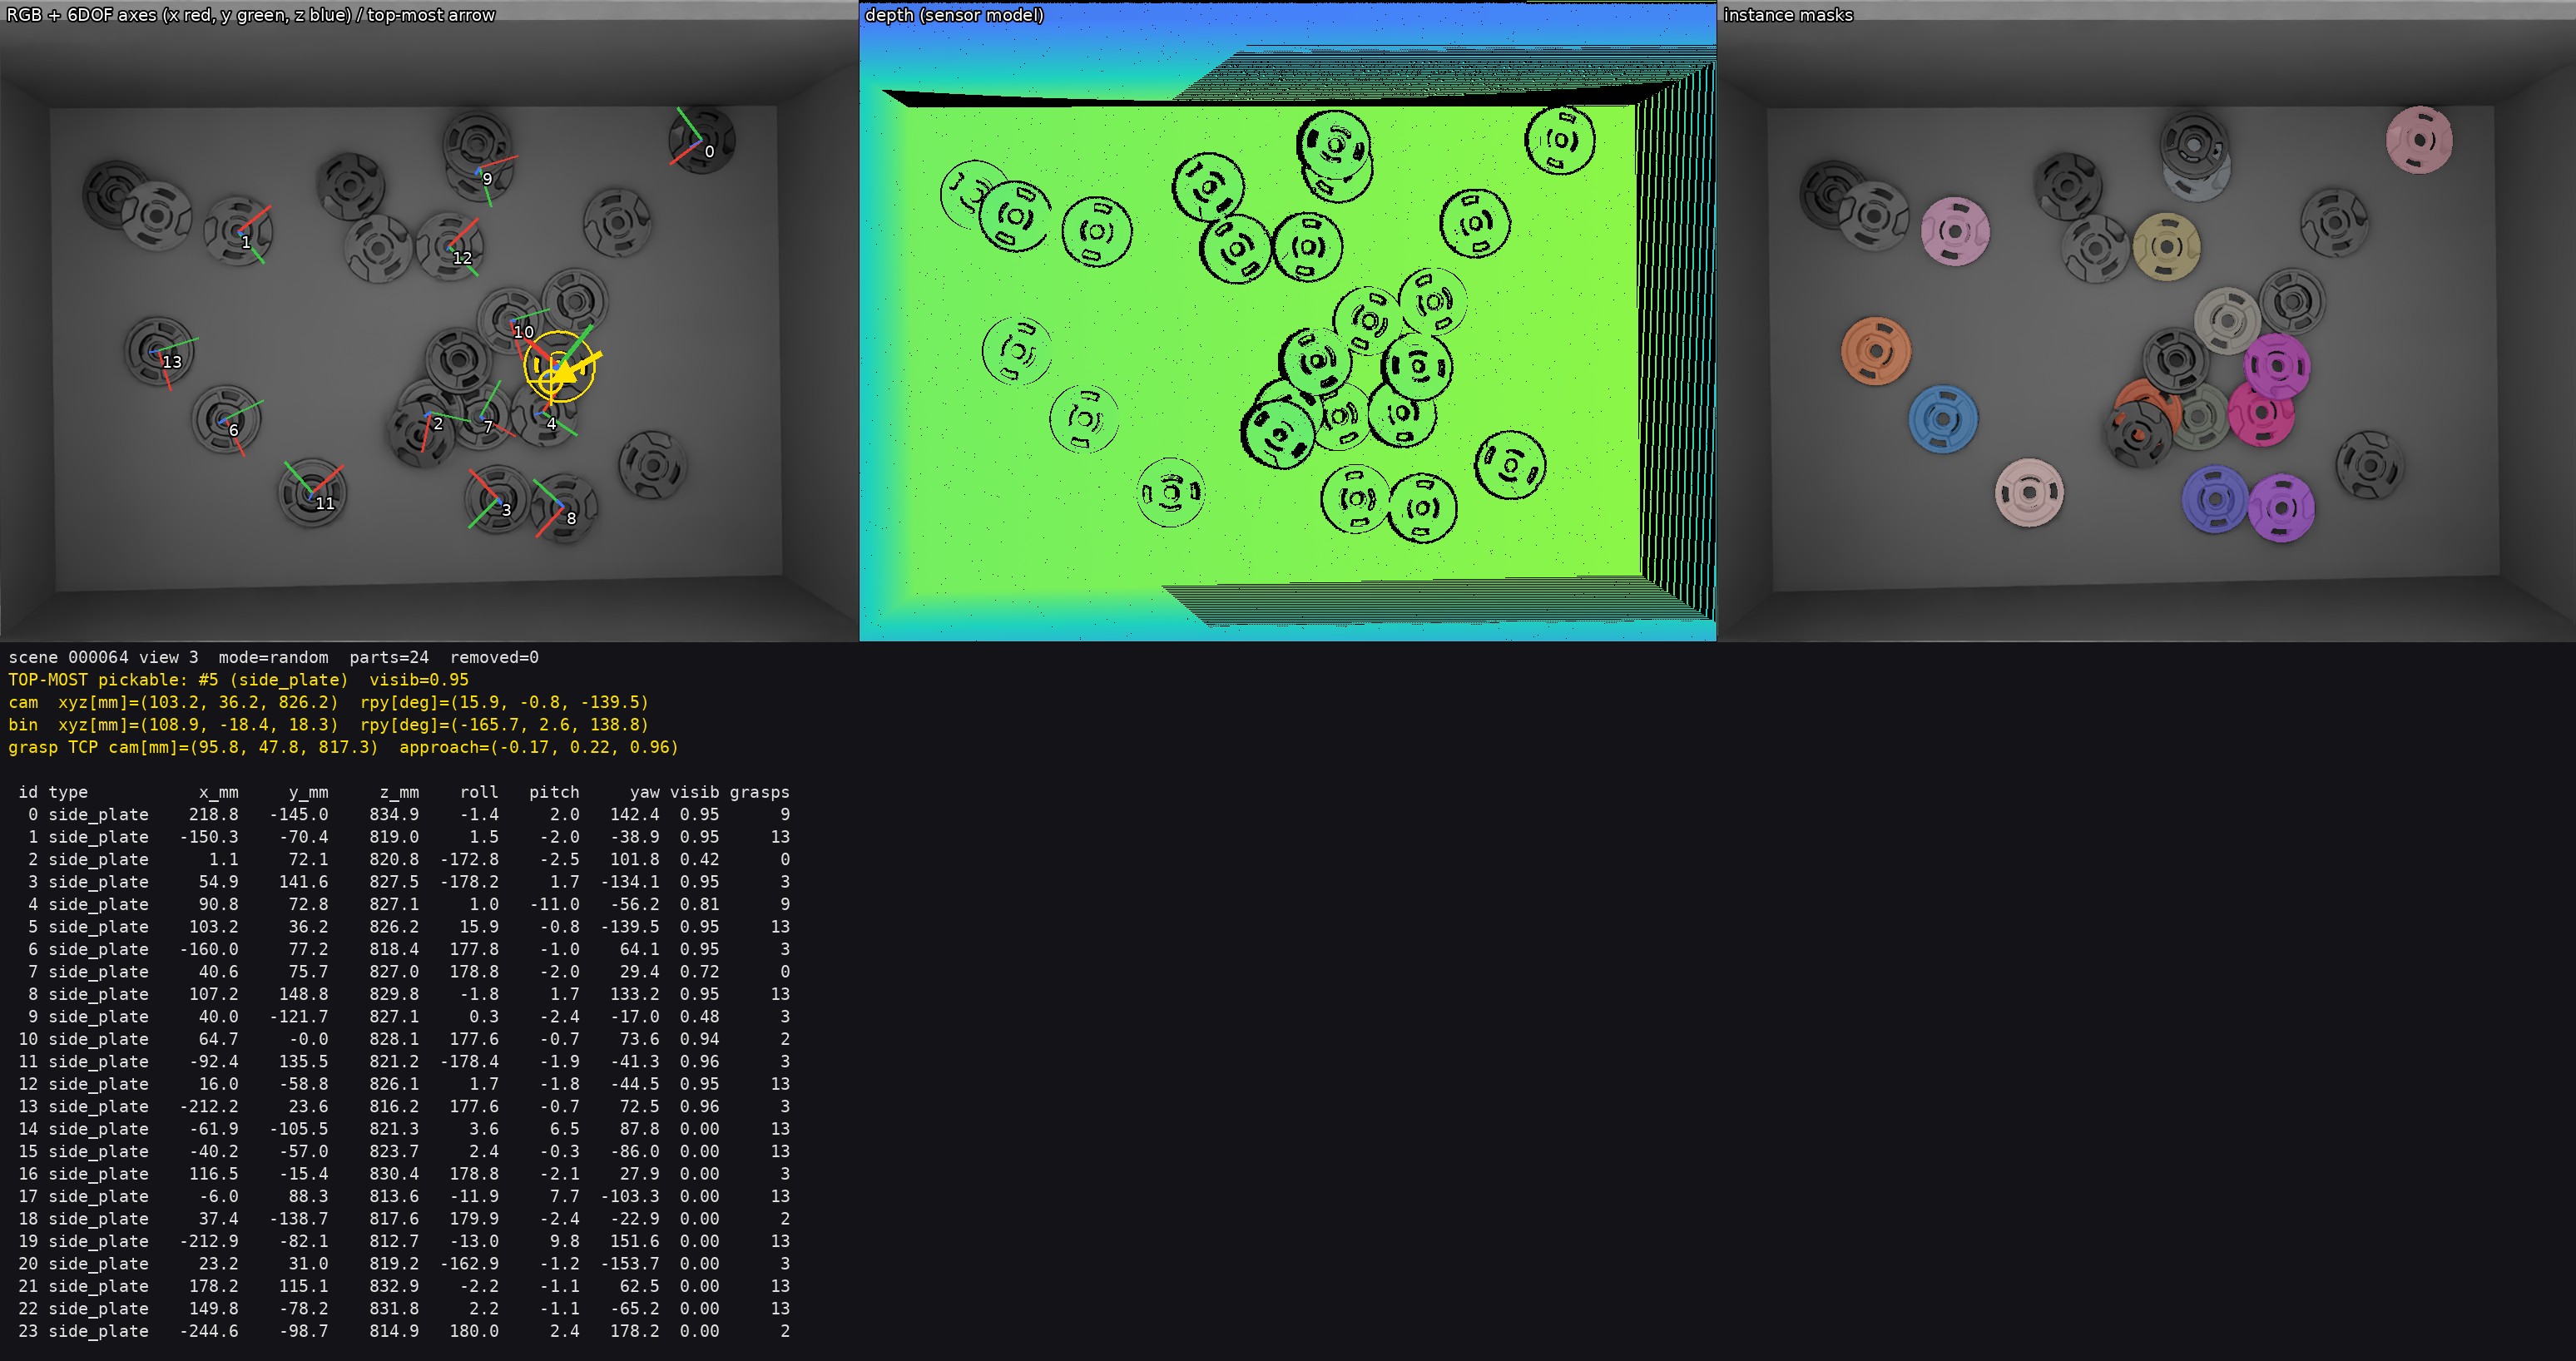 RGB + 6DOF axes (x red, y green, z blue) / top-most arrow
depth (sensor model)
instance masks
0
9
1
12
10
13
2
7
4
6
11
3
8
scene 000064 view 3  mode=random  parts=24  removed=0
TOP-MOST pickable: #5 (side_plate)  visib=0.95
cam  xyz[mm]=(103.2, 36.2, 826.2)  rpy[deg]=(15.9, -0.8, -139.5)
bin  xyz[mm]=(108.9, -18.4, 18.3)  rpy[deg]=(-165.7, 2.6, 138.8)
grasp TCP cam[mm]=(95.8, 47.8, 817.3)  approach=(-0.17, 0.22, 0.96)
id type x_mm y_mm z_mm roll pitch yaw visib grasps
0 side_plate 218.8 -145.0 834.9 -1.4 2.0 142.4 0.95 9
1 side_plate -150.3 -70.4 819.0 1.5 -2.0 -38.9 0.95 13
2 side_plate 1.1 72.1 820.8 -172.8 -2.5 101.8 0.42 0
3 side_plate 54.9 141.6 827.5 -178.2 1.7 -134.1 0.95 3
4 side_plate 90.8 72.8 827.1 1.0 -11.0 -56.2 0.81 9
5 side_plate 103.2 36.2 826.2 15.9 -0.8 -139.5 0.95 13
6 side_plate -160.0 77.2 818.4 177.8 -1.0 64.1 0.95 3
7 side_plate 40.6 75.7 827.0 178.8 -2.0 29.4 0.72 0
8 side_plate 107.2 148.8 829.8 -1.8 1.7 133.2 0.95 13
9 side_plate 40.0 -121.7 827.1 0.3 -2.4 -17.0 0.48 3
10 side_plate 64.7 -0.0 828.1 177.6 -0.7 73.6 0.94 2
11 side_plate -92.4 135.5 821.2 -178.4 -1.9 -41.3 0.96 3
12 side_plate 16.0 -58.8 826.1 1.7 -1.8 -44.5 0.95 13
13 side_plate -212.2 23.6 816.2 177.6 -0.7 72.5 0.96 3
14 side_plate -61.9 -105.5 821.3 3.6 6.5 87.8 0.00 13
15 side_plate -40.2 -57.0 823.7 2.4 -0.3 -86.0 0.00 13
16 side_plate 116.5 -15.4 830.4 178.8 -2.1 27.9 0.00 3
17 side_plate -6.0 88.3 813.6 -11.9 7.7 -103.3 0.00 13
18 side_plate 37.4 -138.7 817.6 179.9 -2.4 -22.9 0.00 2
19 side_plate -212.9 -82.1 812.7 -13.0 9.8 151.6 0.00 13
20 side_plate 23.2 31.0 819.2 -162.9 -1.2 -153.7 0.00 3
21 side_plate 178.2 115.1 832.9 -2.2 -1.1 62.5 0.00 13
22 side_plate 149.8 -78.2 831.8 2.2 -1.1 -65.2 0.00 13
23 side_plate -244.6 -98.7 814.9 180.0 2.4 178.2 0.00 2